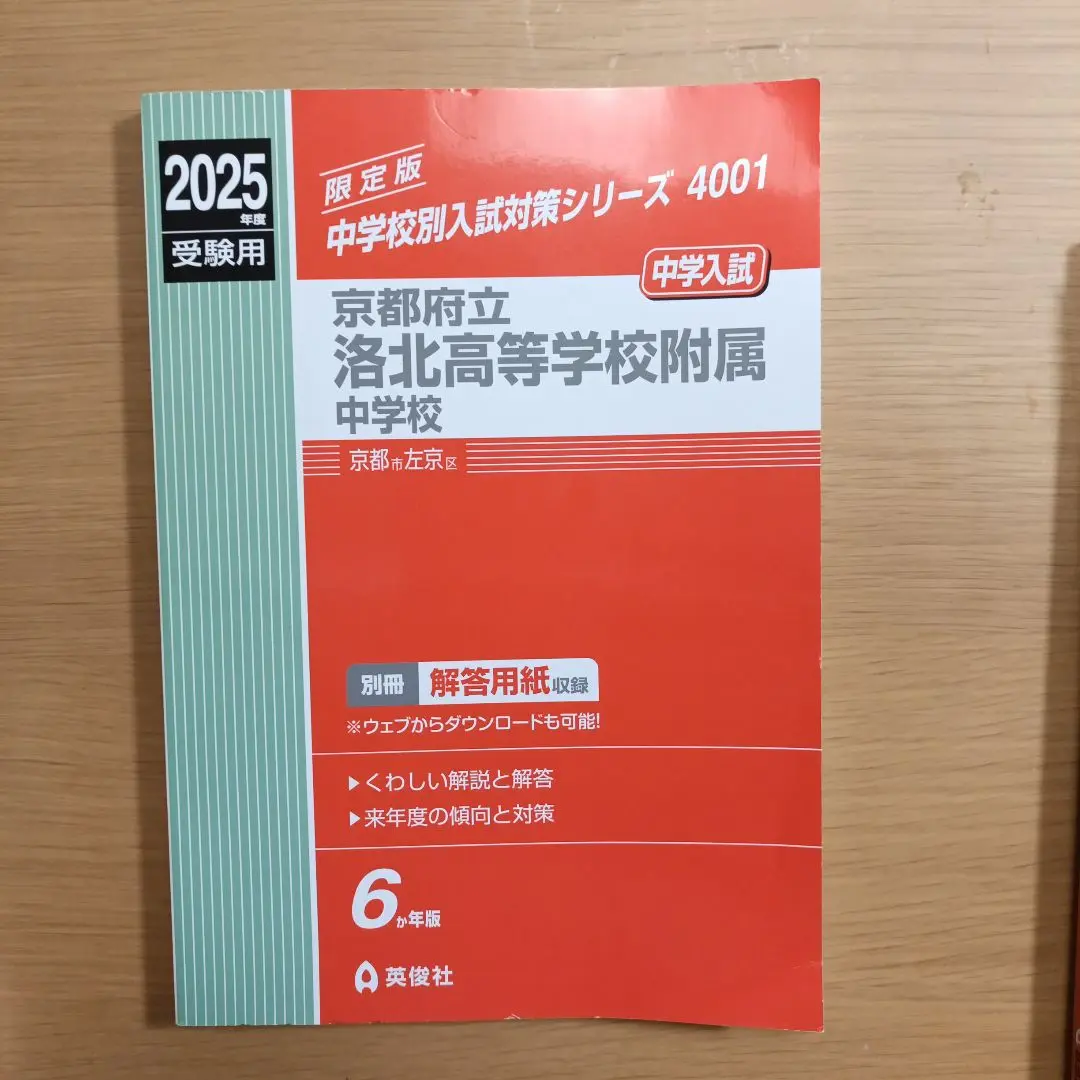 2025
年度
受験用
限定版
中学校別入試対策シリーズ 4001
中学入試
京都府立
洛北高等学校附属
中学校
京都市左京区
別冊 解答用紙収録
※ウェブからダウンロードも可能!
▶くわしい解説と解答
▶来年度の傾向と対策
6か年版
英俊社